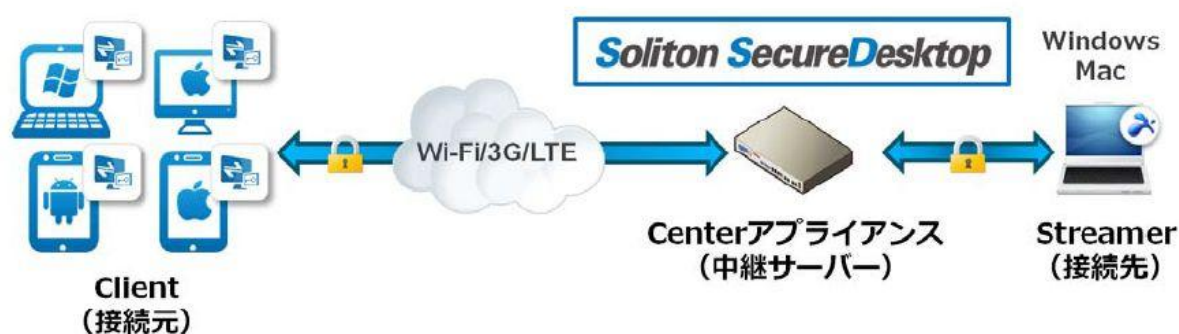 Soliton SecureDesktop
Windows
Mac
Wi-Fi/3G/LTE
Centerアプライアンス
（中継サーバー）
Streamer
（接続先）
Client
（接続元）